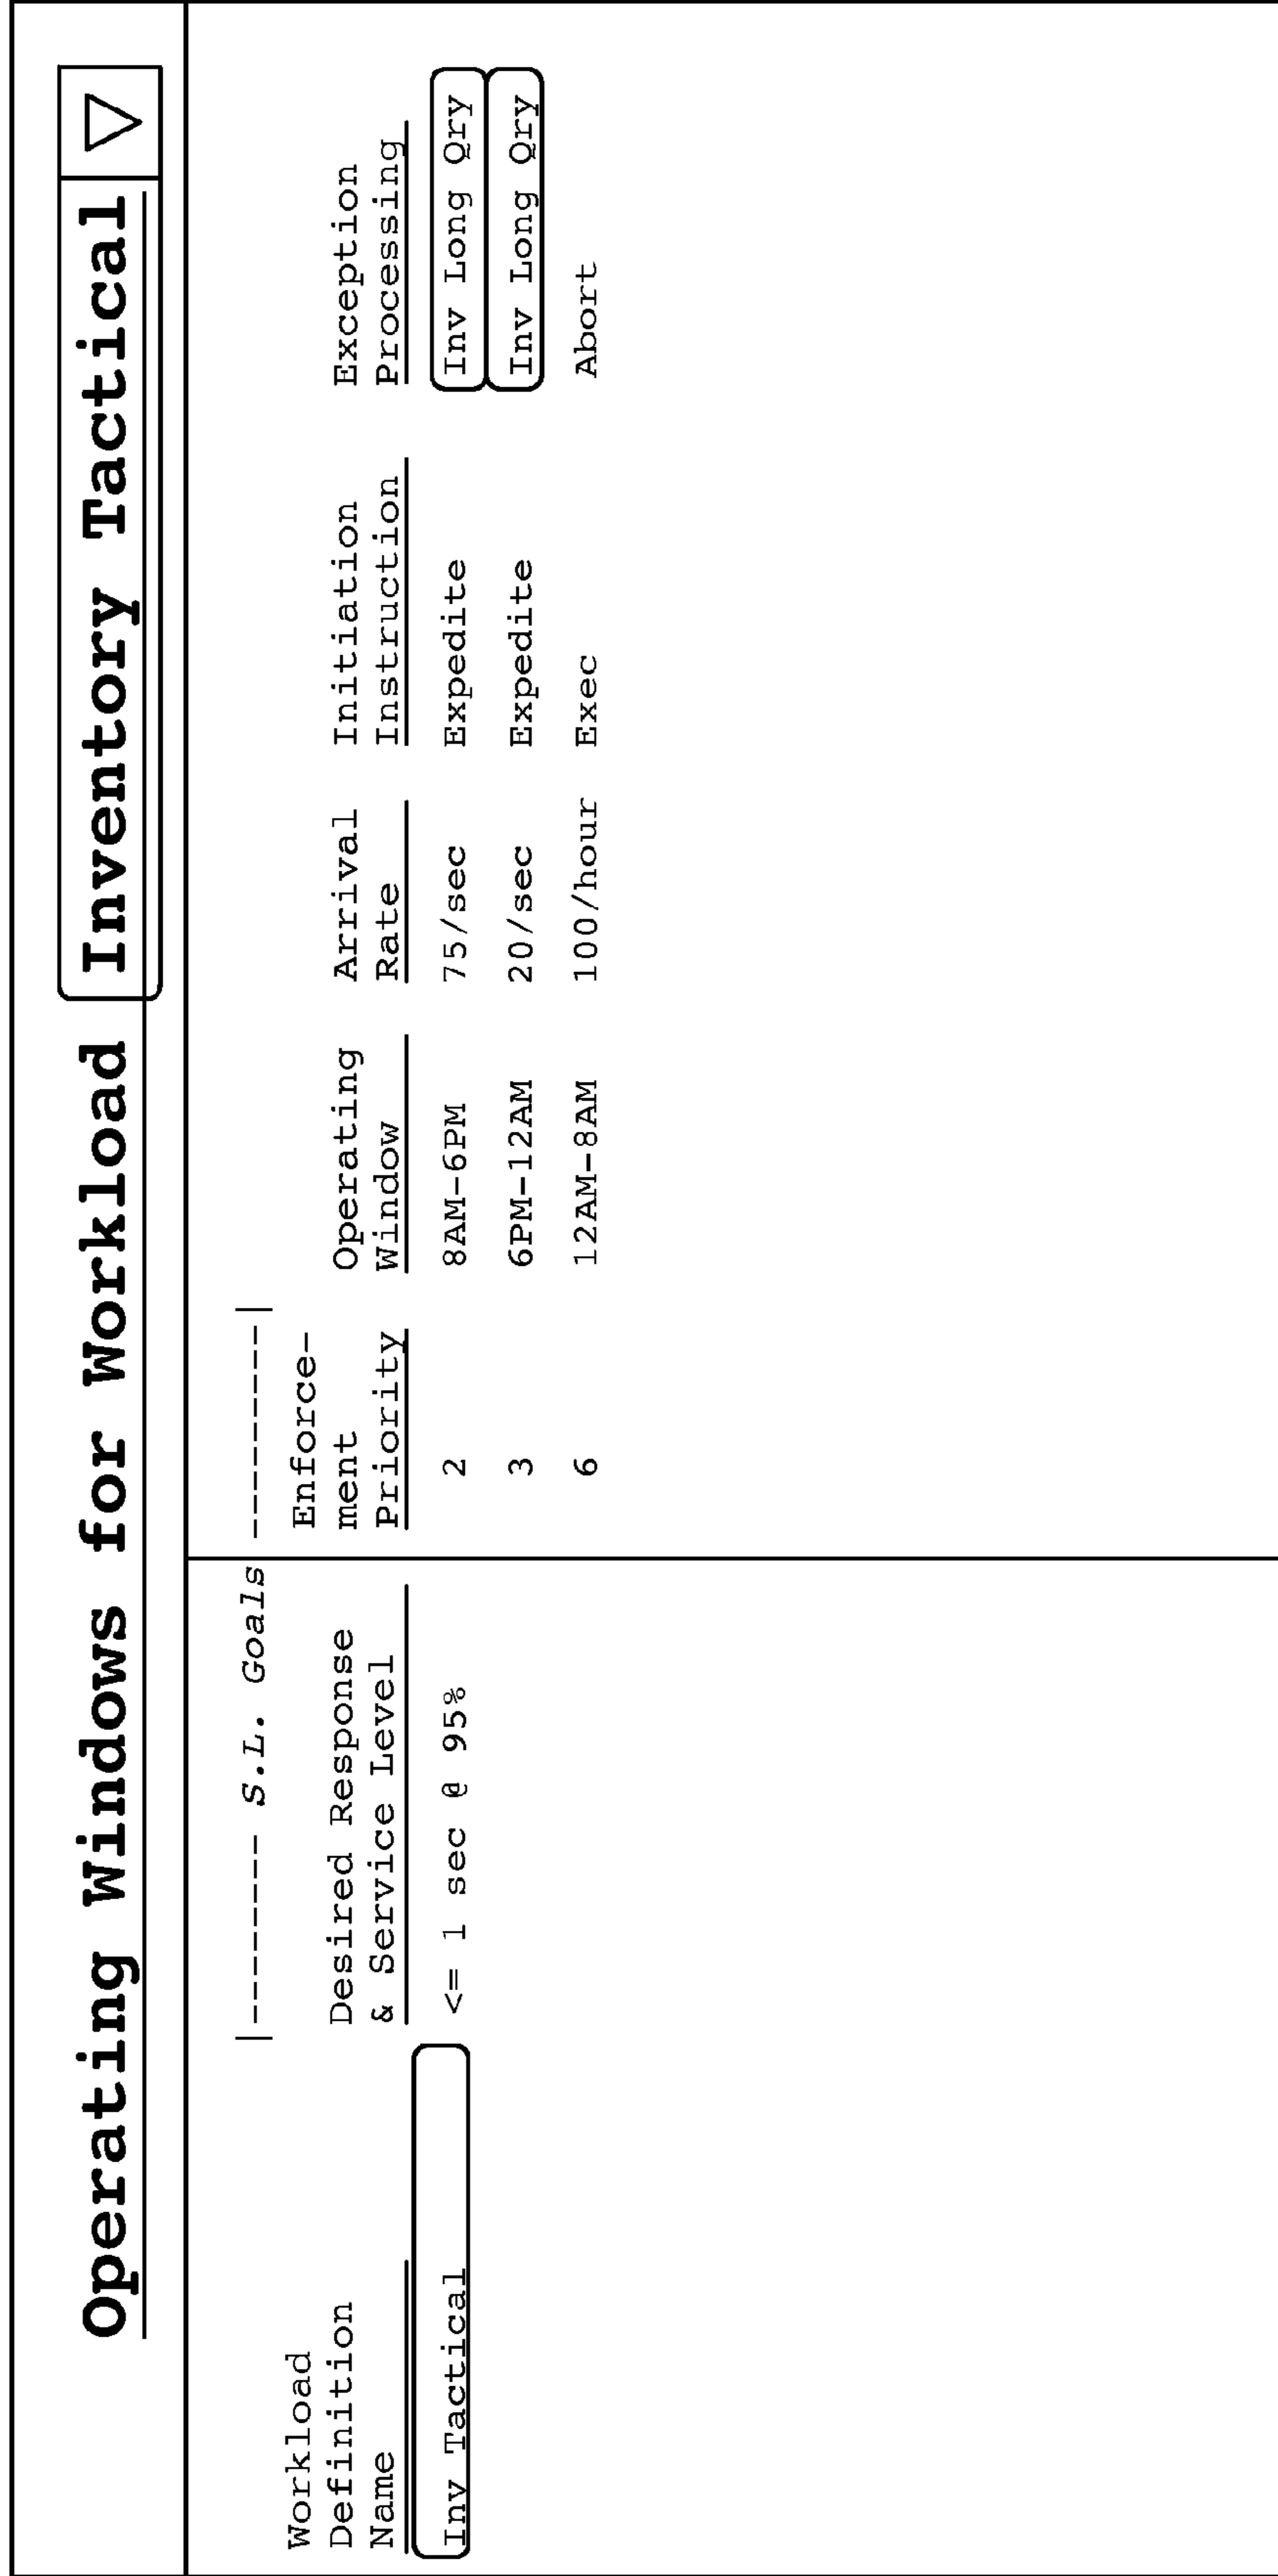 Operating Windows for Workload Inventory Tactical
|-------- S.L. Goals ----------|
Workload Definition Name
Desired Response & Service Level
Enforce-ment Priority
Operating Window
Arrival Rate
Initiation Instruction
Exception Processing
Inv Tactical <= 1 sec @ 95% 2 8AM-6PM 75/sec Expedite Inv Long Qry
3 6PM-12AM 20/sec Expedite Inv Long Qry
6 12AM-8AM 100/hour Exec Abort